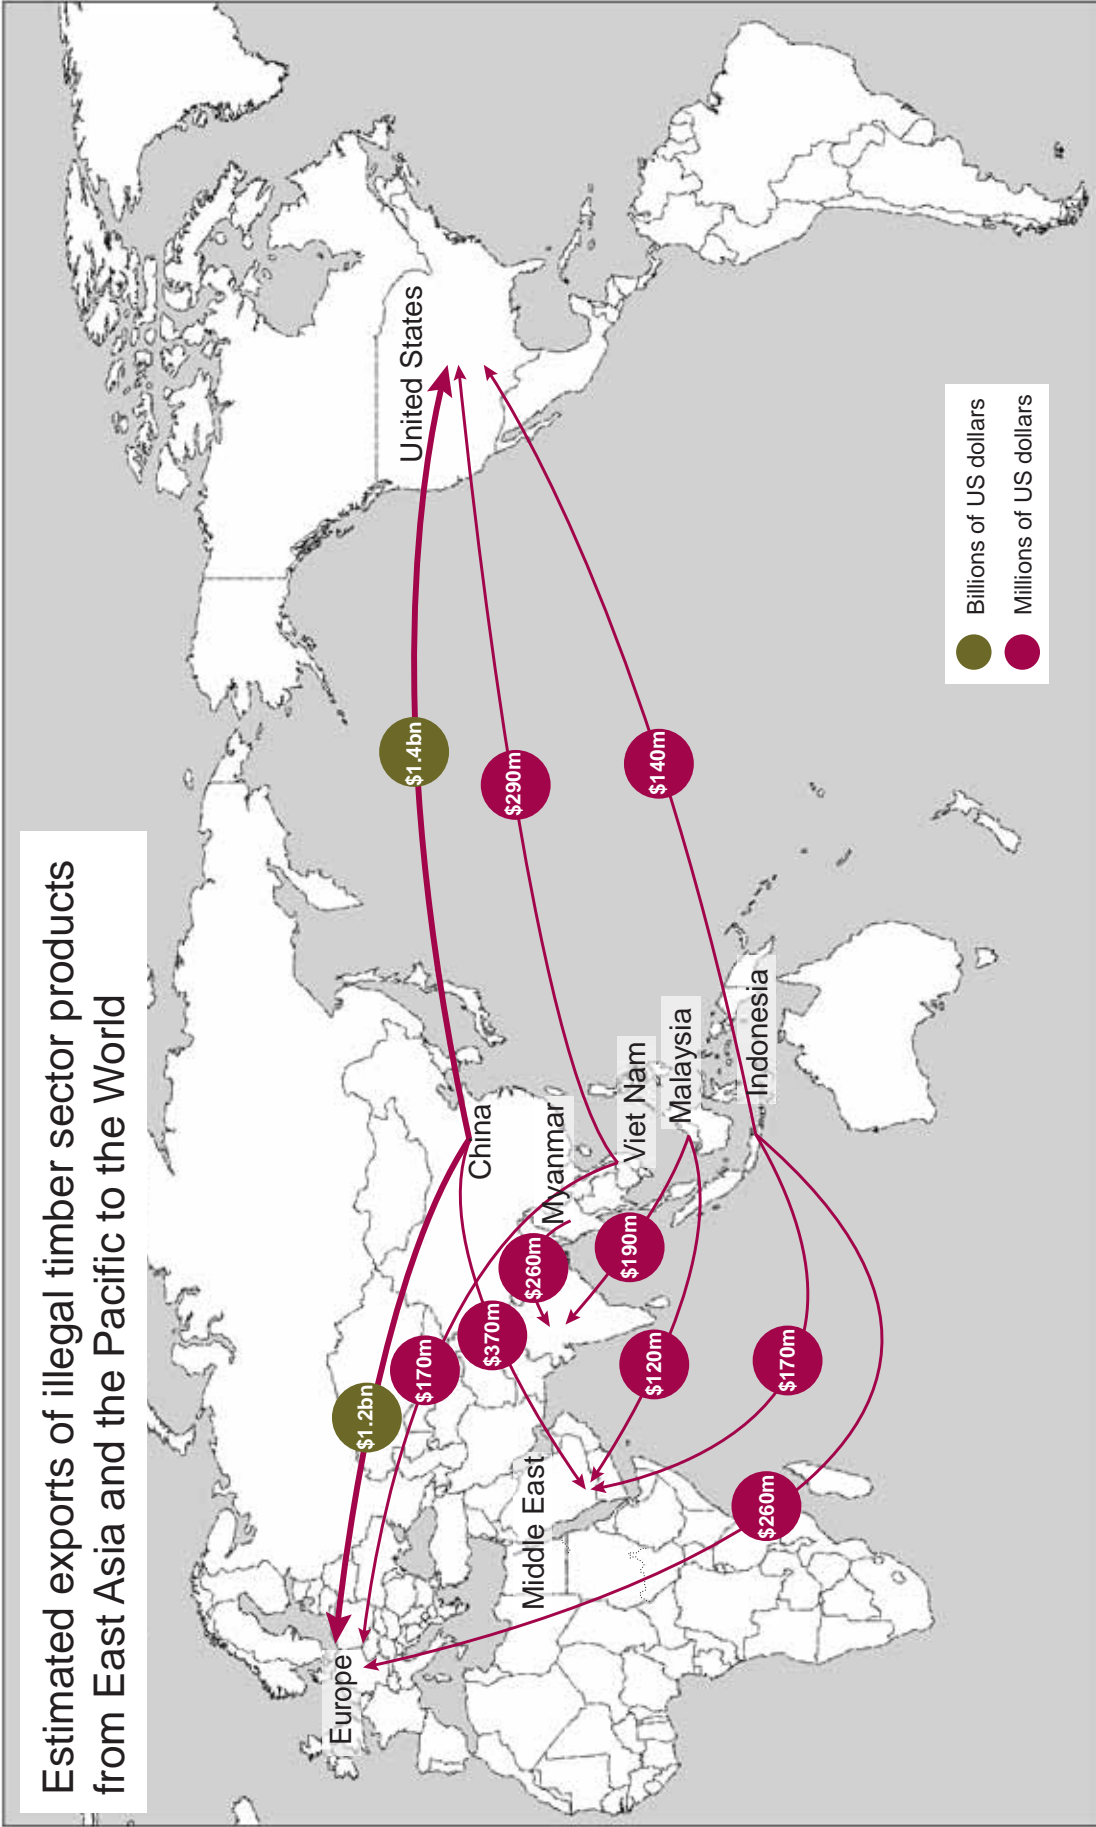 Estimated exports of illegal timber sector products
from East Asia and the Pacific to the World
United States
Europe
$1.2bn
$1.4bn
$170m
China
$370m
$290m
Middle East
$260m
Myanmar
Viet Nam
$190m
$120m
$140m
Malaysia
Indonesia
$260m
$170m
Billions of US dollars
Millions of US dollars